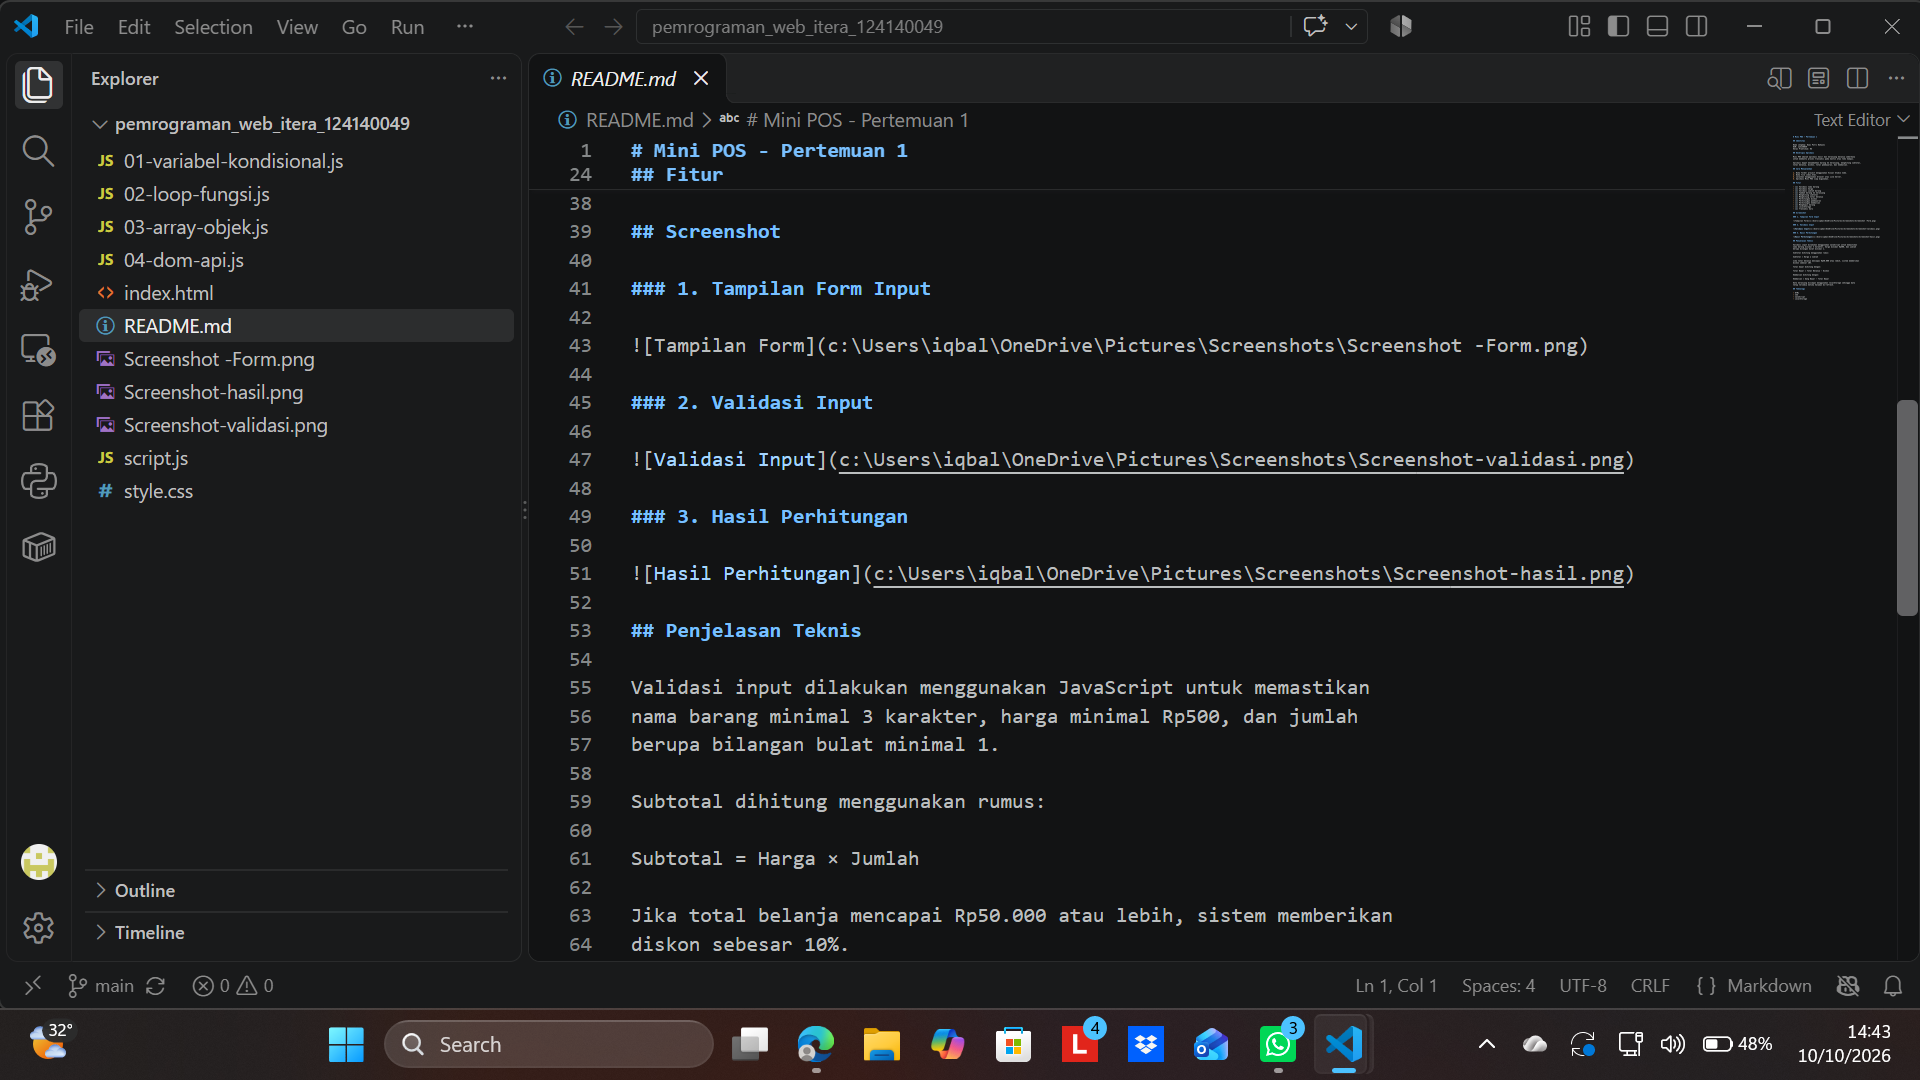 File Edit Selection View Go Run ···
pemrograman_web_itera_124140049
Explorer
pemrograman_web_itera_124140049
JS 01-variabel-kondisional.js
JS 02-loop-fungsi.js
JS 03-array-objek.js
JS 04-dom-api.js
<> index.html
README.md
Screenshot -Form.png
Screenshot-hasil.png
Screenshot-validasi.png
JS script.js
# style.css
Outline
Timeline
README.md
README.md > abc # Mini POS - Pertemuan 1
Text Editor
1 # Mini POS - Pertemuan 1
24 ## Fitur
38
39 ## Screenshot
40
41 ### 1. Tampilan Form Input
42
43 ![Tampilan Form](c:\Users\iqbal\OneDrive\Pictures\Screenshots\Screenshot -Form.png)
44
45 ### 2. Validasi Input
46
47 ![Validasi Input](c:\Users\iqbal\OneDrive\Pictures\Screenshots\Screenshot-validasi.png)
48
49 ### 3. Hasil Perhitungan
50
51 ![Hasil Perhitungan](c:\Users\iqbal\OneDrive\Pictures\Screenshots\Screenshot-hasil.png)
52
53 ## Penjelasan Teknis
54
55 Validasi input dilakukan menggunakan JavaScript untuk memastikan
56 nama barang minimal 3 karakter, harga minimal Rp500, dan jumlah
57 berupa bilangan bulat minimal 1.
58
59 Subtotal dihitung menggunakan rumus:
60
61 Subtotal = Harga × Jumlah
62
63 Jika total belanja mencapai Rp50.000 atau lebih, sistem memberikan
64 diskon sebesar 10%.
main 0 0
Ln 1, Col 1 Spaces: 4 UTF-8 CRLF { } Markdown
32°
Search
L 4
3
48%
14:43
10/10/2026